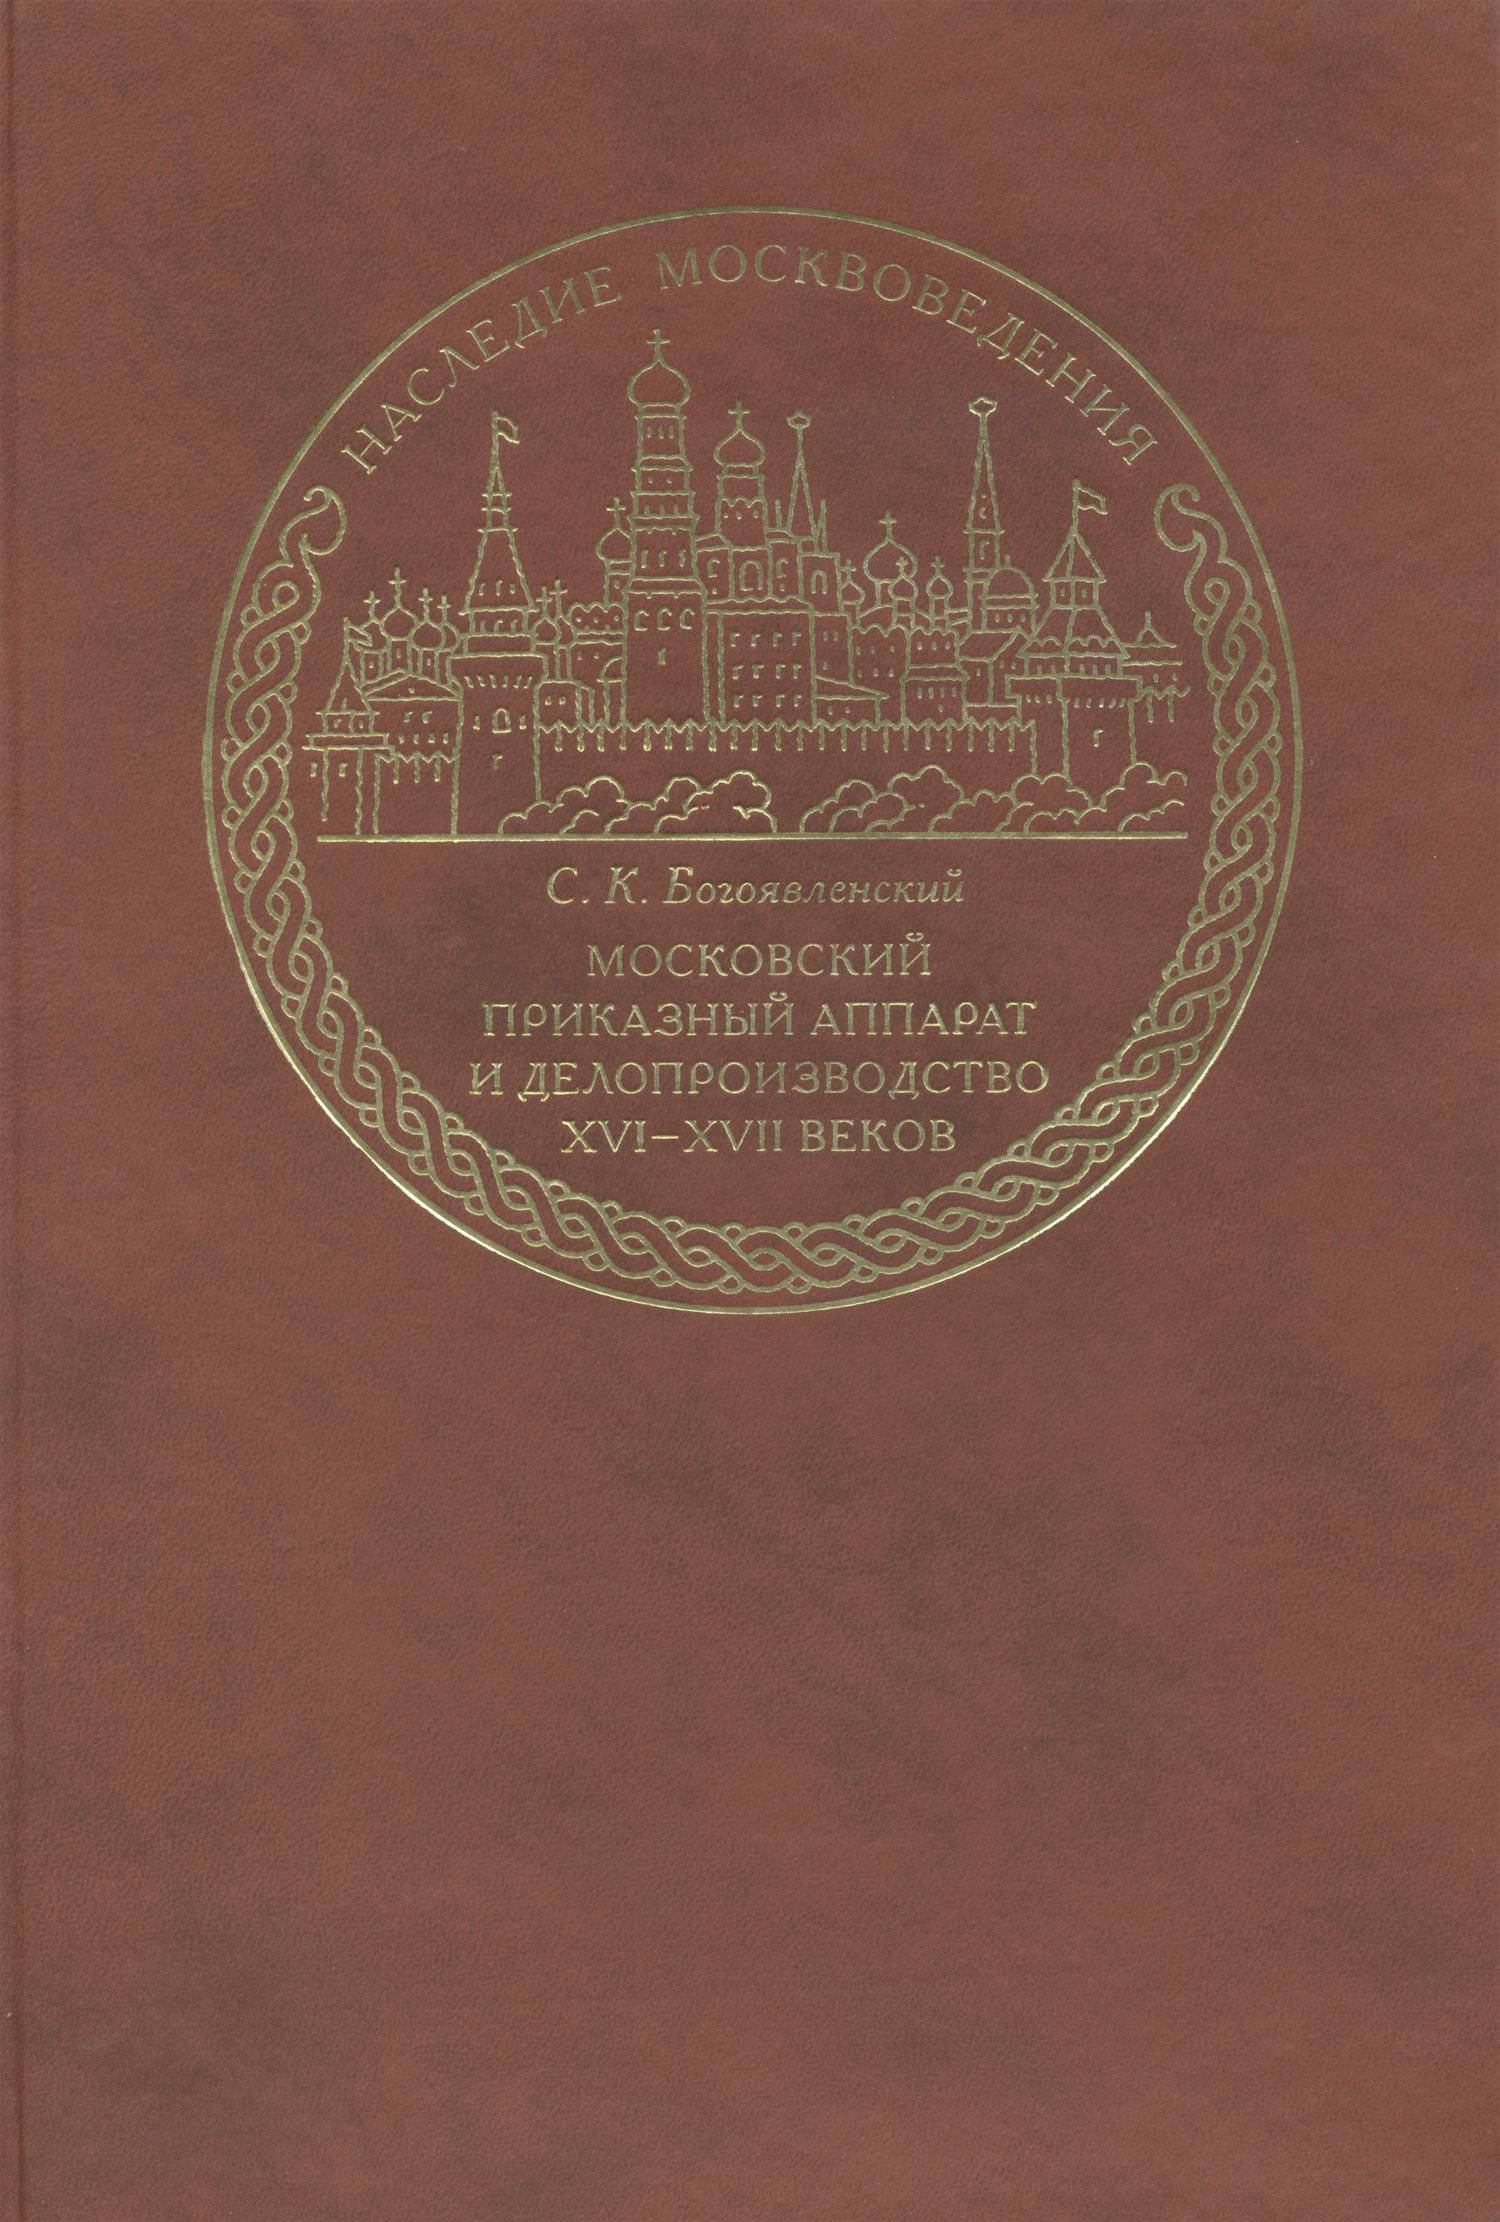 НАСЛЕДИЕ МОСКВОВЕДЕНИЯ
С. К. Богоявленский
МОСКОВСКИЙ
ПРИКАЗНЫЙ АППАРАТ
И ДЕЛОПРОИЗВОДСТВО
XVI–XVII ВЕКОВ